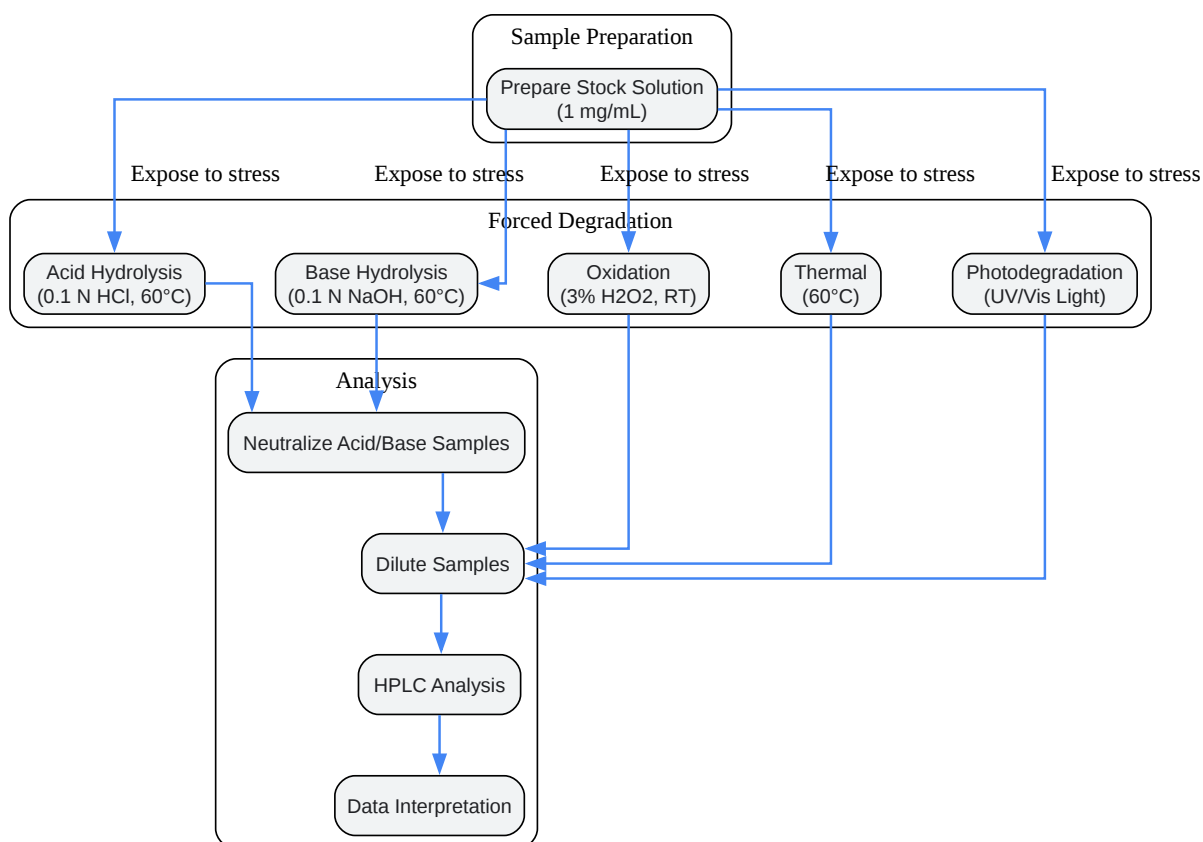 Sample Preparation
Prepare Stock Solution
(1 mg/mL)
Expose to stress
Expose to stress
Expose to stress
Expose to stress
Expose to stress
Forced Degradation
Acid Hydrolysis
(0.1 N HCl, 60°C)
Base Hydrolysis
(0.1 N NaOH, 60°C)
Oxidation
(3% H2O2, RT)
Thermal
(60°C)
Photodegradation
(UV/Vis Light)
Analysis
Neutralize Acid/Base Samples
Dilute Samples
HPLC Analysis
Data Interpretation